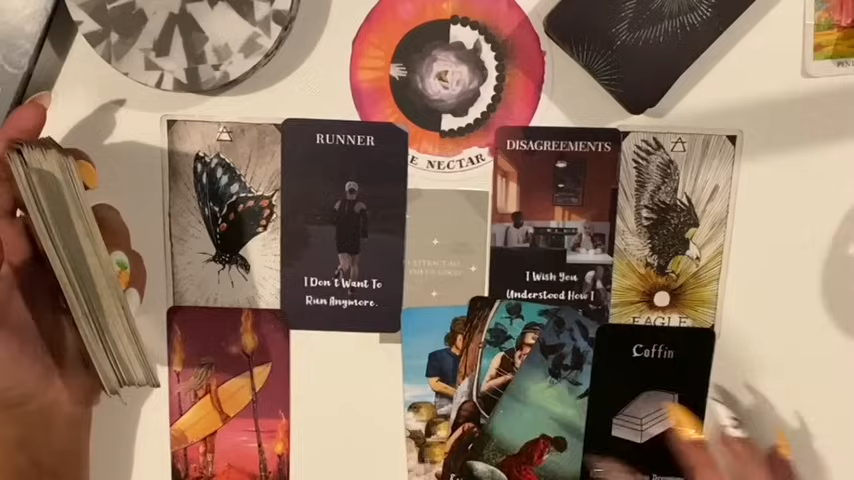 RUNNER
I Don't Want To
Run Anymore.
E NECTAR
DISAGREEMENTS
I Wish You
Understood How I
EAGLE
Coffin